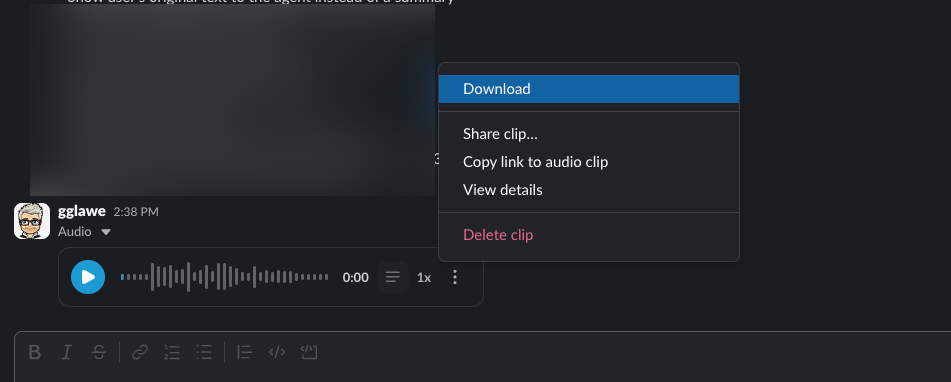 show user's original text to the agent instead of a summary
Download
Share clip...
3
Copy link to audio clip
View details
gglawe 2:38 PM
Audio
Delete clip
0:00 1x
B I S